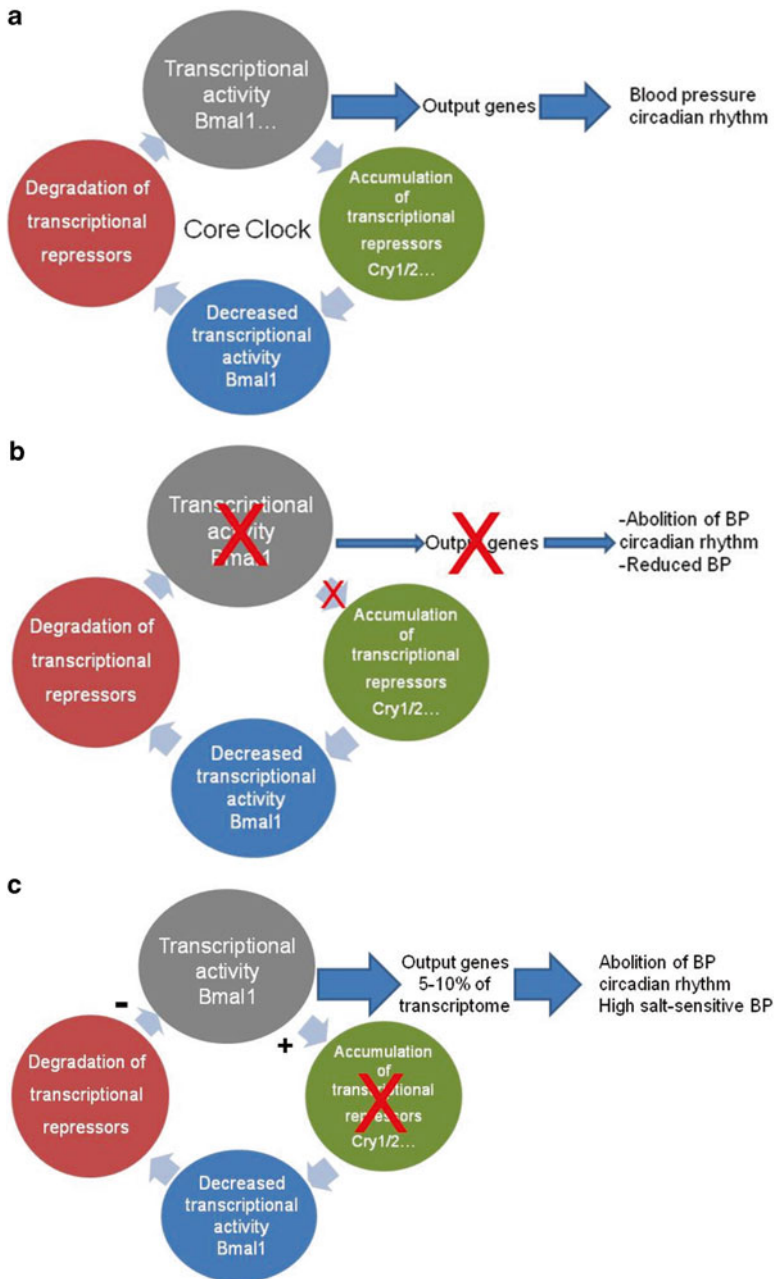 a
Transcriptional
activity
Bmal1...
Output genes
Blood pressure
circadian rhythm
Degradation of
transcriptional
repressors
Core Clock
Accumulation
of
transcriptional
repressors
Cry1/2...
Decreased
transcriptional
activity
Bmal1
b
Transcriptional
activity
Bmal1
Output genes
-Abolition of BP
circadian rhythm
-Reduced BP
Degradation of
transcriptional
repressors
Accumulation
of
transcriptional
repressors
Cry1/2...
Decreased
transcriptional
activity
Bmal1
c
Transcriptional
activity
Bmal1
Output genes
5-10% of
transcriptome
Abolition of BP
circadian rhythm
High salt-sensitive BP
-
+
Degradation of
transcriptional
repressors
Accumulation
of
transcriptional
repressors
Cry1/2...
Decreased
transcriptional
activity
Bmal1